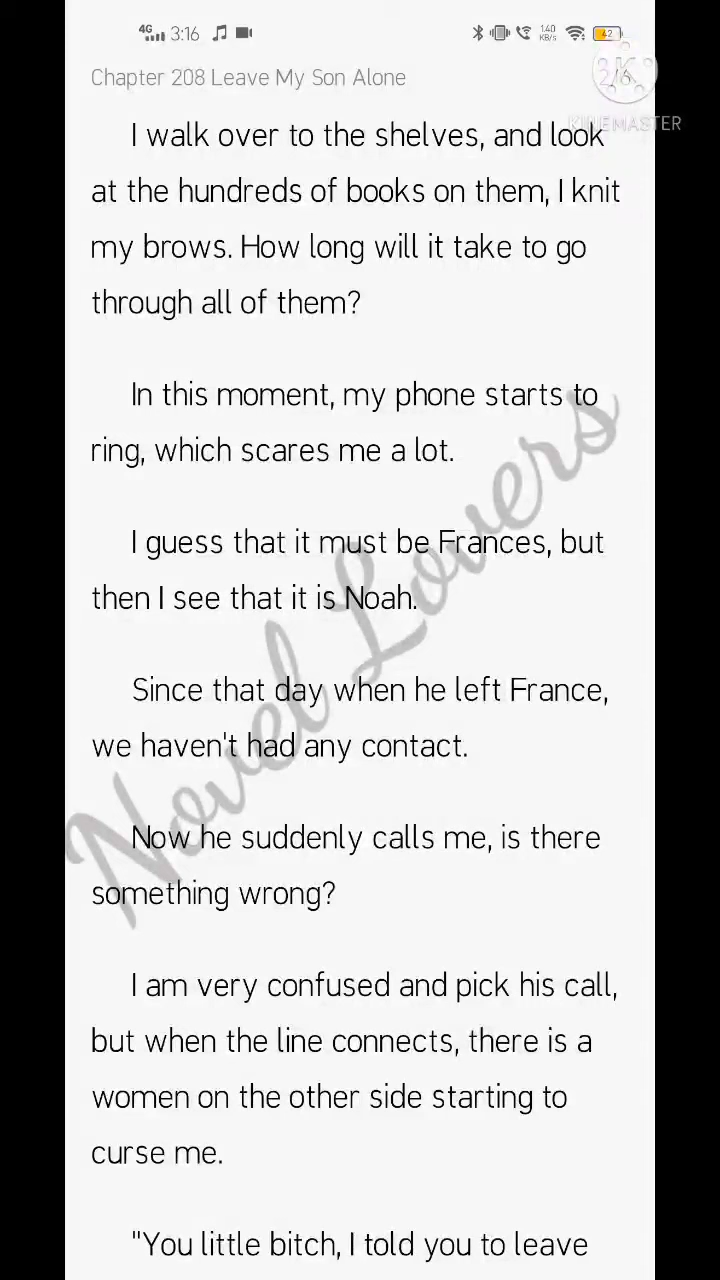 4G 3:16 1.40 KB/s 42
Chapter 208 Leave My Son Alone
KINEMASTER
I walk over to the shelves, and look
at the hundreds of books on them, I knit
my brows. How long will it take to go
through all of them?
In this moment, my phone starts to
ring, which scares me a lot.
I guess that it must be Frances, but
then I see that it is Noah.
Since that day when he left France,
we haven't had any contact.
Now he suddenly calls me, is there
something wrong?
I am very confused and pick his call,
but when the line connects, there is a
women on the other side starting to
curse me.
"You little bitch, I told you to leave
Novel Lovers